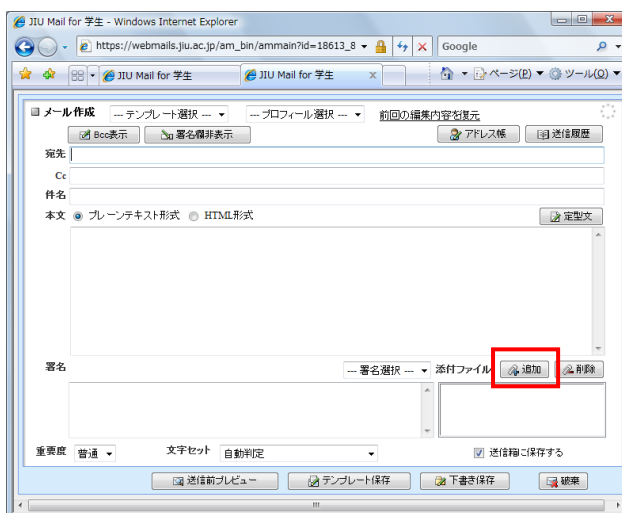 JIU Mail for 学生 - Windows Internet Explorer
https://webmails.jiu.ac.jp/am_bin/ammain?id=18613_8
Google
JIU Mail for 学生
JIU Mail for 学生
x
ページ(P)
ツール(O)
メール作成
--- テンプレート選択 ---
--- プロフィール選択 ---
前回の編集内容を復元
Bcc表示
署名欄非表示
アドレス帳
送信履歴
宛先
Cc
件名
本文
プレーンテキスト形式
HTML形式
定型文
署名
--- 署名選択 ---
添付ファイル
追加
削除
重要度
普通
文字セット
自動判定
送信箱に保存する
送信前プレビュー
テンプレート保存
下書き保存
破棄